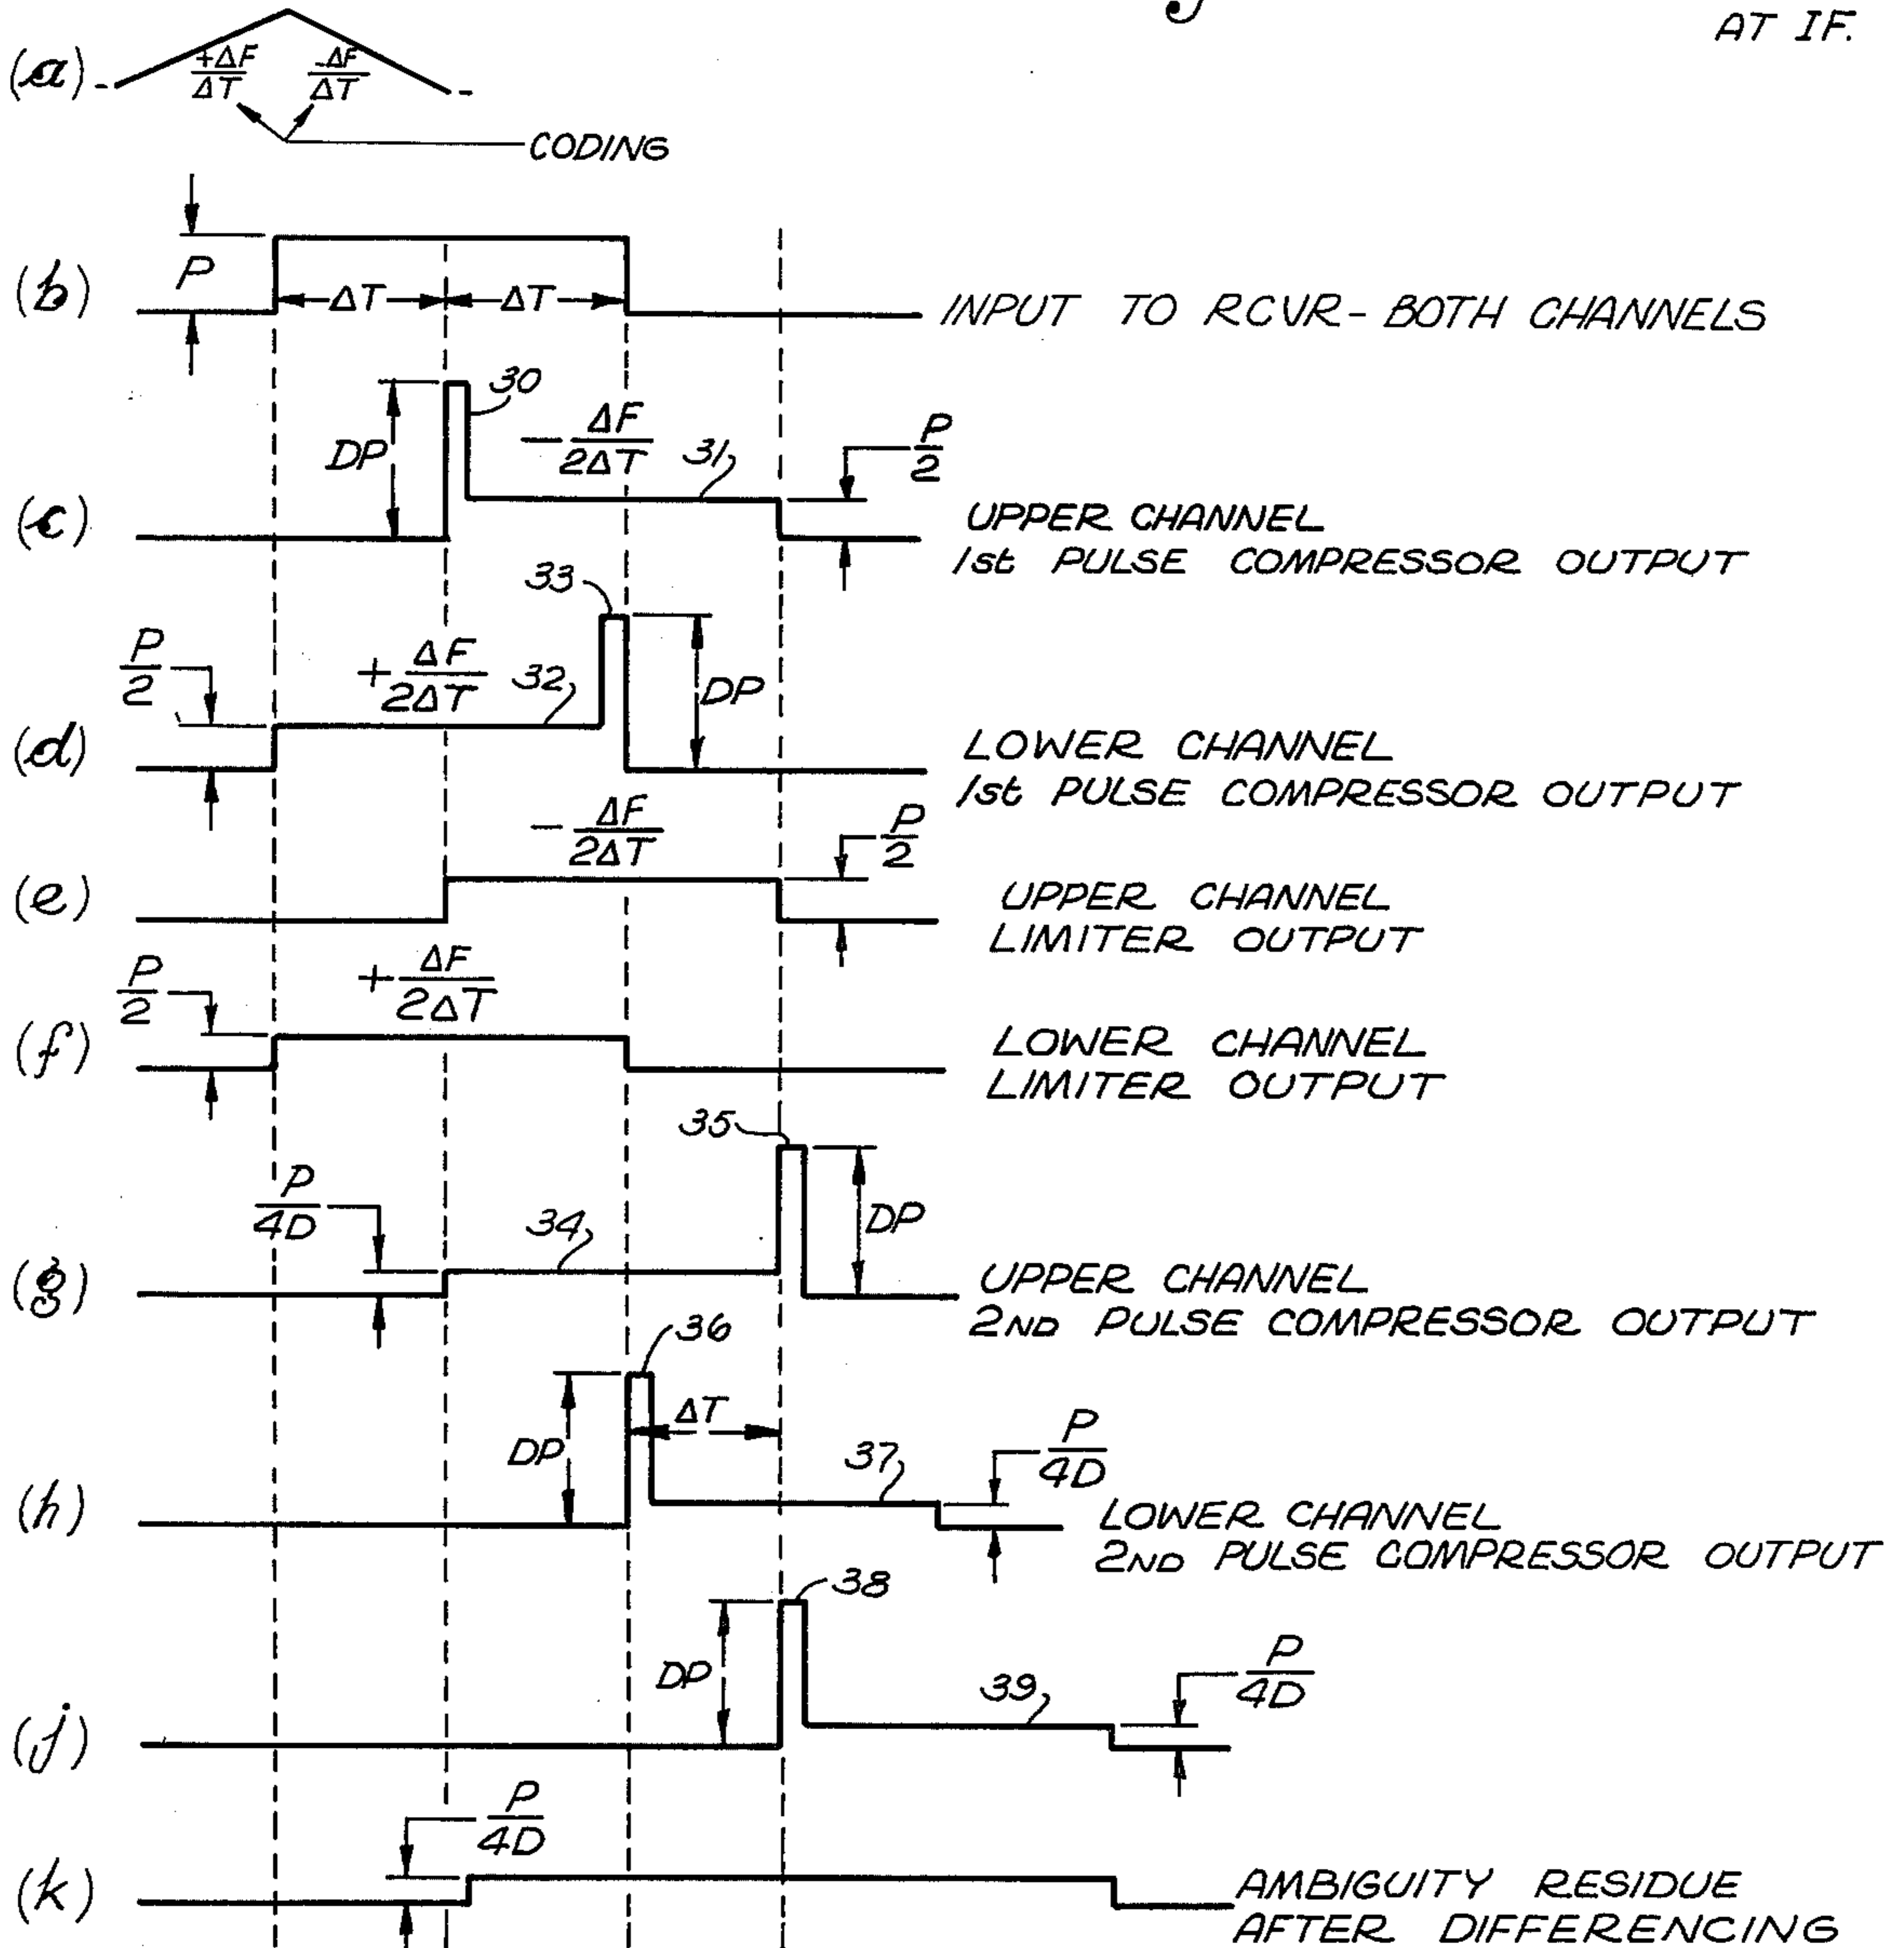 AT IF.
(a)
+ΔF/ΔT
-ΔF/ΔT
CODING
(b)
P
ΔT
ΔT
INPUT TO RCVR- BOTH CHANNELS
(c)
DP
30
- ΔF/2ΔT
31
P/2
UPPER CHANNEL
1st PULSE COMPRESSOR OUTPUT
(d)
P/2
+ ΔF/2ΔT
32
33
DP
LOWER CHANNEL
1st PULSE COMPRESSOR OUTPUT
(e)
- ΔF/2ΔT
P/2
UPPER CHANNEL
LIMITER OUTPUT
(f)
P/2
+ ΔF/2ΔT
LOWER CHANNEL
LIMITER OUTPUT
(g)
P/4D
34
35
DP
UPPER CHANNEL
2ND PULSE COMPRESSOR OUTPUT
(h)
DP
36
ΔT
37
P/4D
LOWER CHANNEL
2ND PULSE COMPRESSOR OUTPUT
(j)
DP
38
39
P/4D
(k)
P/4D
AMBIGUITY RESIDUE
AFTER DIFFERENCING